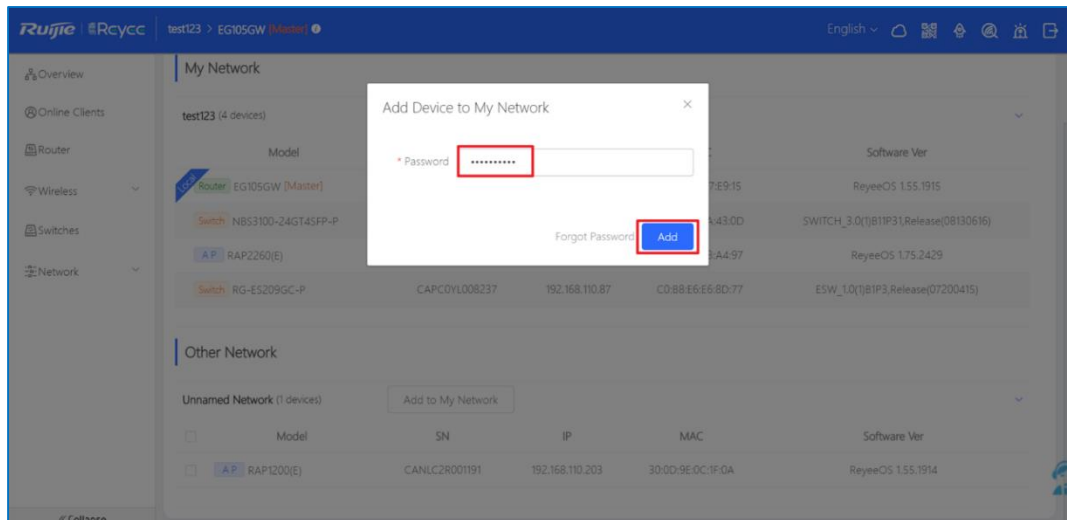 Ruijie | Rcycc test123 > EG105GW [Master] English
Overview
Online Clients
Router
Wireless
Switches
Network
Collapse
My Network
test123 (4 devices)
Model Software Ver
Local Router EG105GW [Master] 7:E9:15 ReyeeOS 1.55.1915
Switch NBS3100-24GT4SFP-P A:43:0D SWITCH_3.0(1)B11P31,Release(08130616)
AP RAP2260(E) :A4:97 ReyeeOS 1.75.2429
Switch RG-ES209GC-P CAPC0YL008237 192.168.110.87 C0:B8:E6:E6:8D:77 ESW_1.0(1)B1P3,Release(07200415)
Add Device to My Network
* Password ••••••••••
Forgot Password Add
Other Network
Unnamed Network (1 devices) Add to My Network
Model SN IP MAC Software Ver
AP RAP1200(E) CANLC2R001191 192.168.110.203 30:0D:9E:0C:1F:0A ReyeeOS 1.55.1914